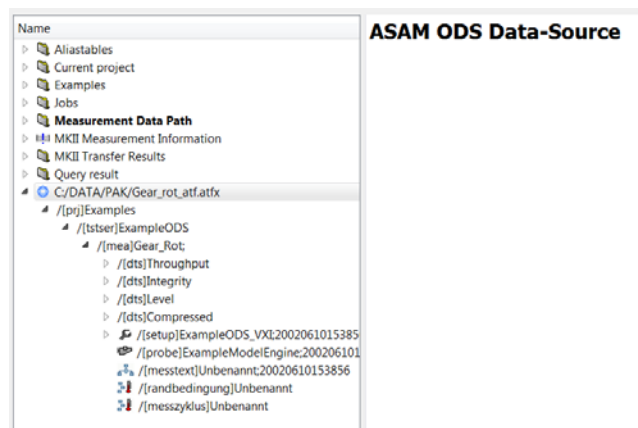 Name
ASAM ODS Data-Source
Aliastables
Current project
Examples
Jobs
Measurement Data Path
MKII Measurement Information
MKII Transfer Results
Query result
C:/DATA/PAK/Gear_rot_atf.atfx
/[prj]Examples
/[tstser]ExampleODS
/[mea]Gear_Rot;
/[dts]Throughput
/[dts]Integrity
/[dts]Level
/[dts]Compressed
/[setup]ExampleODS_VXI;2002061015385
/[probe]ExampleModelEngine;200206101
/[messtext]Unbenannt;20020610153856
/[randbedingung]Unbenannt
/[messzyklus]Unbenannt